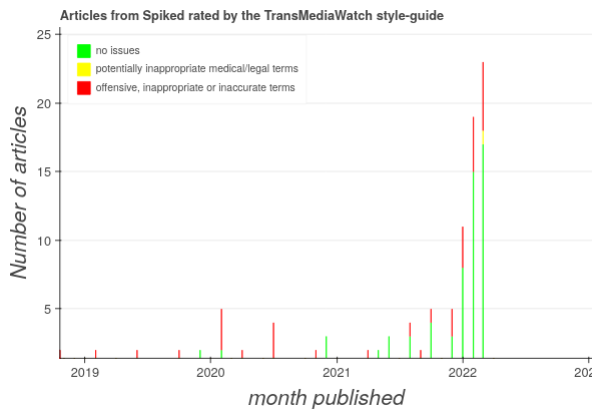 Articles from Spiked rated by the TransMediaWatch style-guide
25
no issues
potentially inappropriate medical/legal terms
offensive, inappropriate or inaccurate terms
20
15
10
5
Number of articles
2019 2020 2021 2022 202
month published